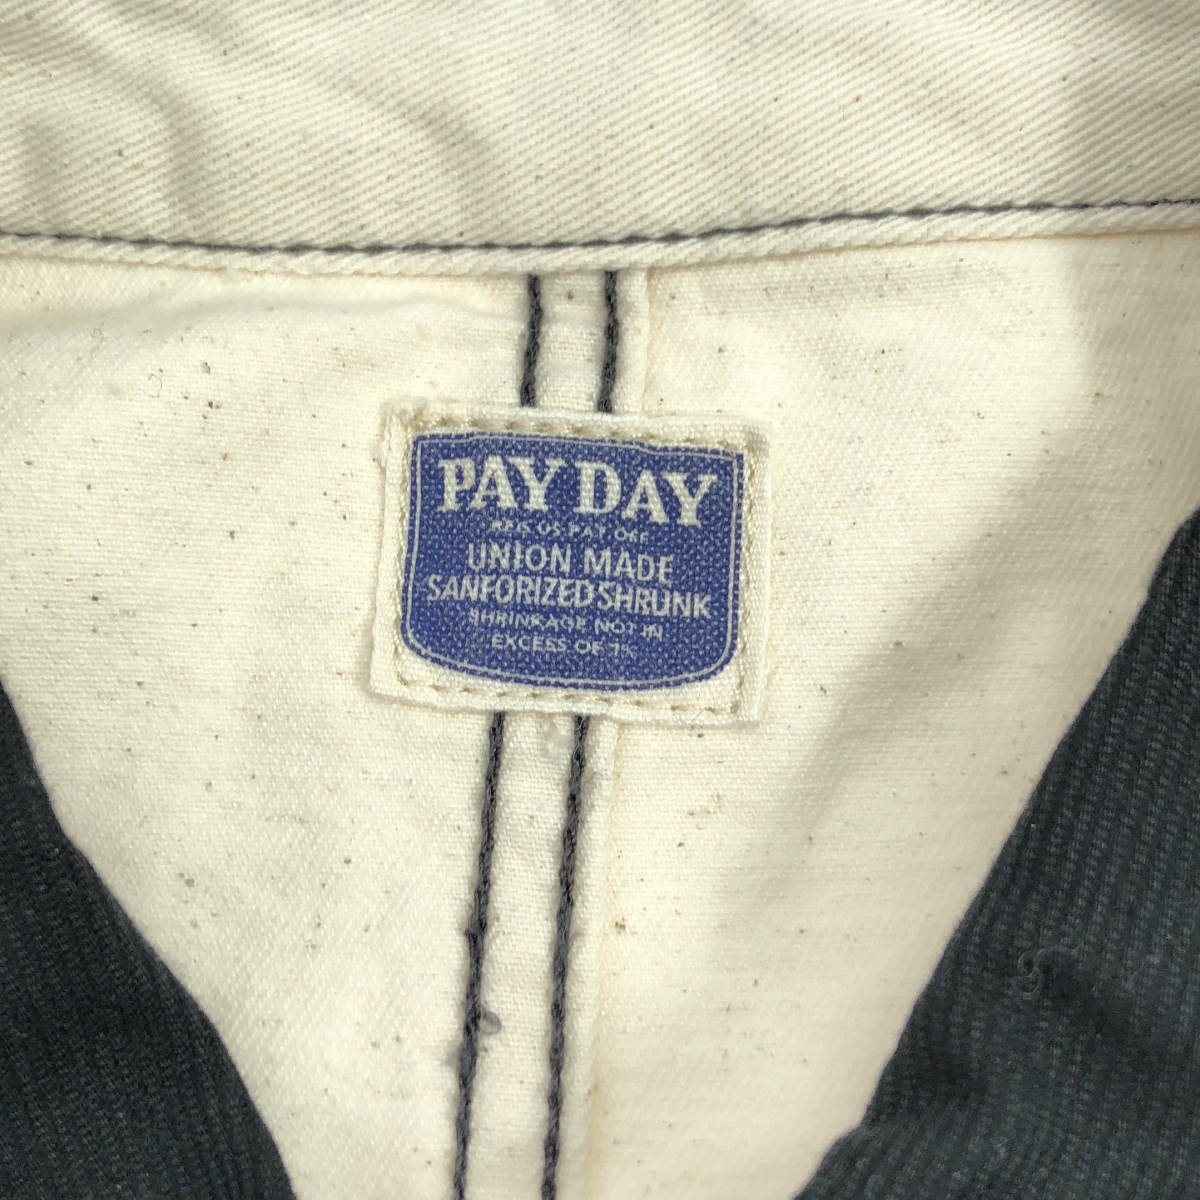 PAY DAY
REG. US. PAT. OFF.
UNION MADE
SANFORIZED SHRUNK
SHRINKAGE NOT IN
EXCESS OF 1%